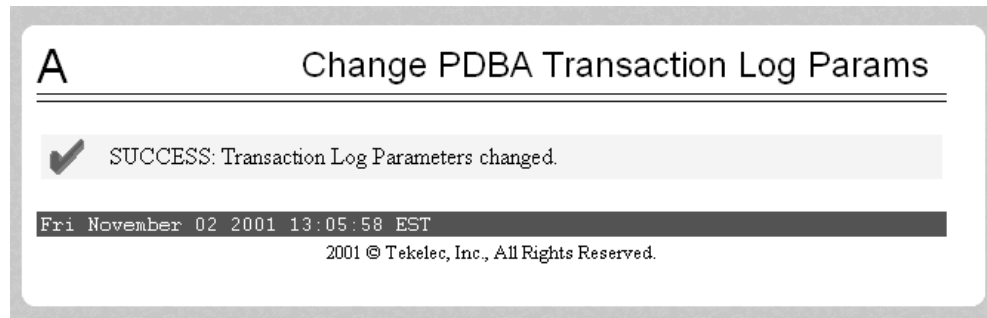 A Change PDBA Transaction Log Params
SUCCESS: Transaction Log Parameters changed.
Fri November 02 2001 13:05:58 EST
2001 © Tekelec, Inc., All Rights Reserved.